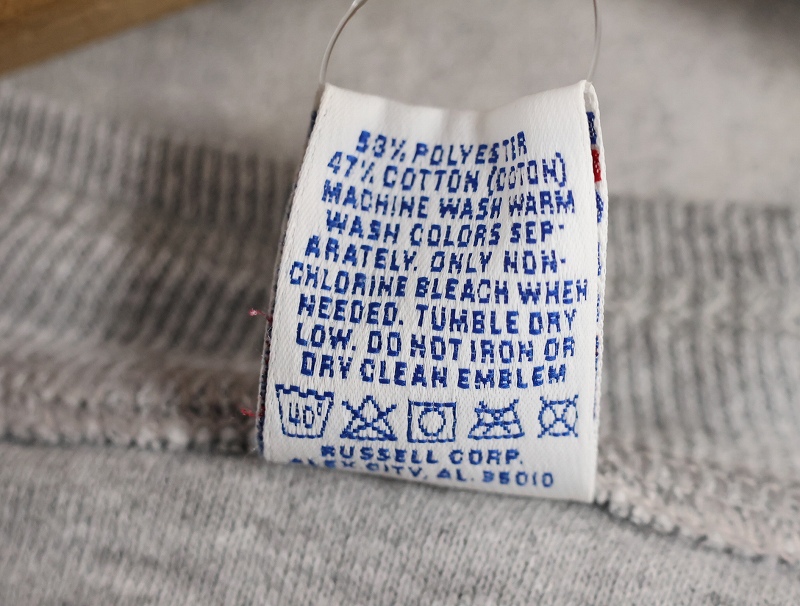 53% POLYESTER
47% COTTON (COTON)
MACHINE WASH WARM
WASH COLORS SEP-
ARATELY. ONLY NON-
CHLORINE BLEACH WHEN
NEEDED. TUMBLE DRY
LOW. DO NOT IRON OR
DRY CLEAN EMBLEM
40°
RUSSELL CORP.
ALEX CITY, AL. 35010